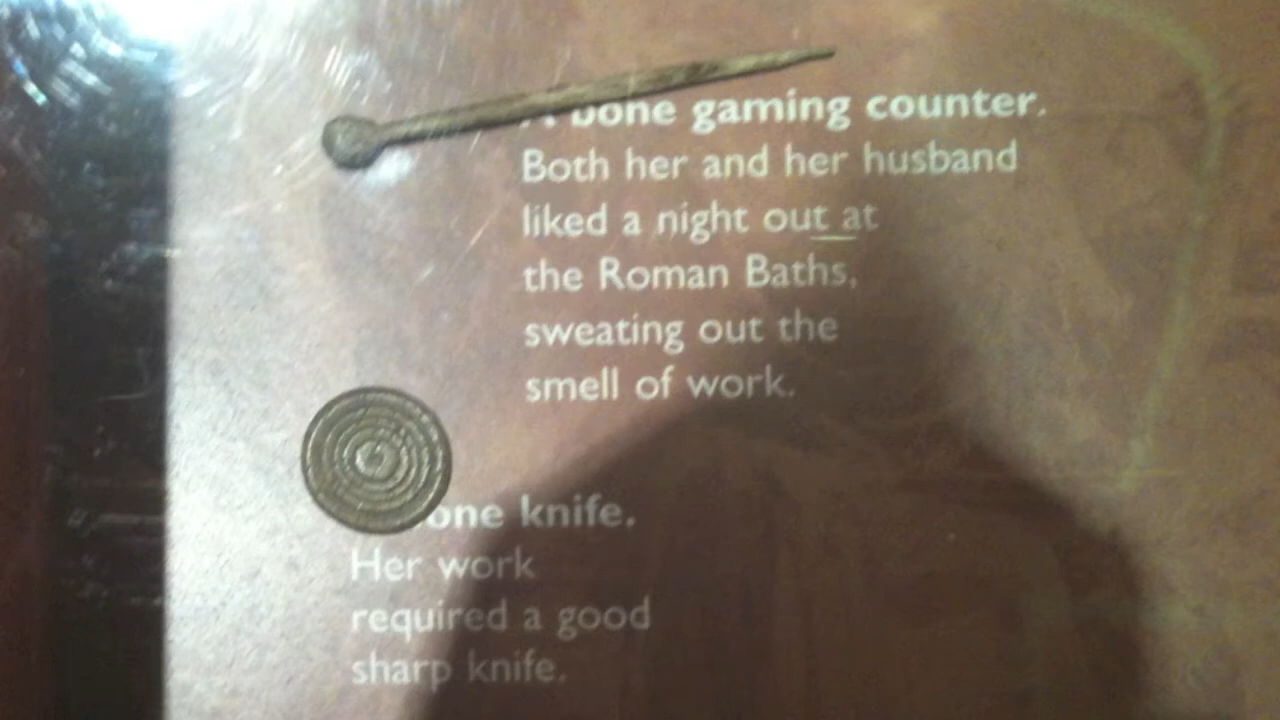 A bone gaming counter.
Both her and her husband
liked a night out at
the Roman Baths,
sweating out the
smell of work.
one knife.
Her work
required a good
sharp knife.